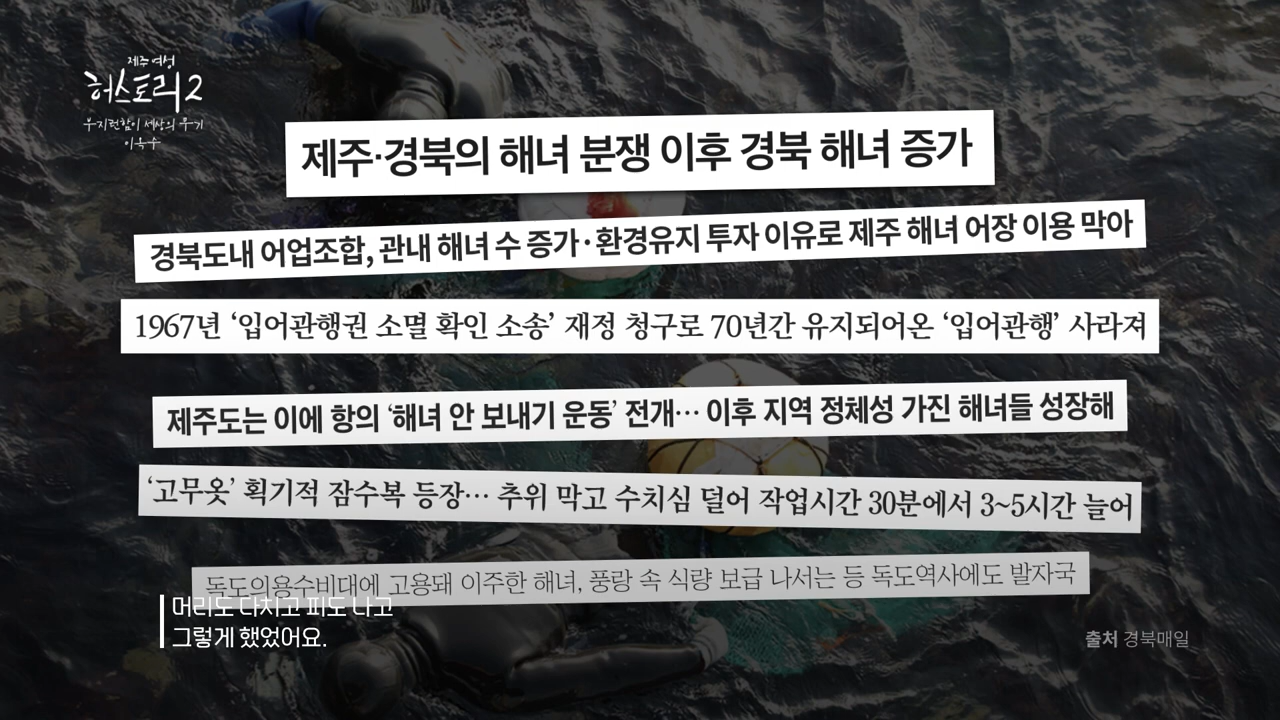 제주 여성
허스토리 2
부지런함이 세상의 무기
제주·경북의 해녀 분쟁 이후 경북 해녀 증가
경북도내 어업조합, 관내 해녀 수 증가·환경유지 투자 이유로 제주 해녀 어장 이용 막아
1967년 ‘입어관행권 소멸 확인 소송’ 재정 청구로 70년간 유지되어온 ‘입어관행’ 사라져
제주도는 이에 항의 ‘해녀 안 보내기 운동’ 전개… 이후 지역 정체성 가진 해녀들 성장해
‘고무옷’ 획기적 잠수복 등장… 추위 막고 수치심 덜어 작업시간 30분에서 3~5시간 늘어
독도의용수비대에 고용돼 이주한 해녀, 풍랑 속 식량 보급 나서는 등 독도역사에도 발자국
머리도 다치고 피도 나고
그렇게 했었어요.
출처 경북매일